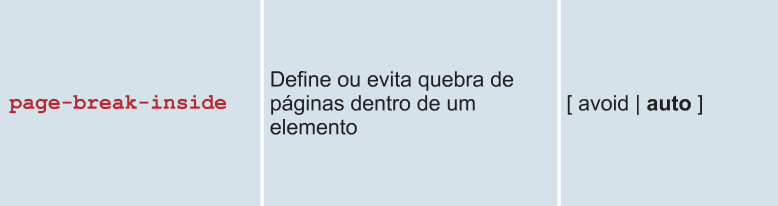 page-break-inside
Define ou evita quebra de
páginas dentro de um
elemento
[ avoid | auto ]